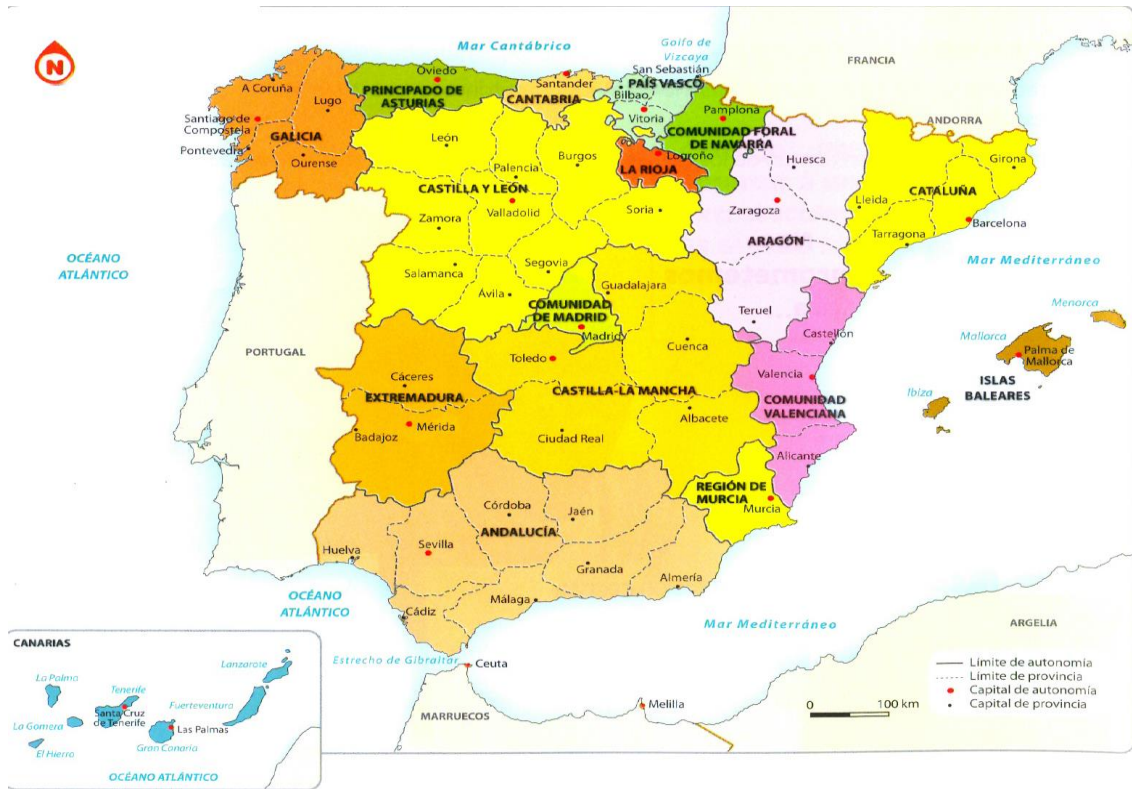 N
Mar Cantábrico
Golfo de
Vizcaya
FRANCIA
ANDORRA
A Coruña
Lugo
Santiago de
Compostela
Pontevedra
GALICIA
Ourense
Oviedo
PRINCIPADO DE
ASTURIAS
Santander
CANTABRIA
San Sebastián
PAÍS VASCO
Bilbao
Vitoria
Pamplona
COMUNIDAD FORAL
DE NAVARRA
Logroño
LA RIOJA
León
Palencia
Burgos
CASTILLA Y LEÓN
Zamora
Valladolid
Soria
Salamanca
Segovia
Ávila
Huesca
Zaragoza
ARAGÓN
Teruel
Girona
CATALUÑA
Lleida
Barcelona
Tarragona
OCÉANO
ATLÁNTICO
Mar Mediterráneo
COMUNIDAD
DE MADRID
Madrid
Guadalajara
Toledo
Cuenca
CASTILLA-LA MANCHA
Albacete
Ciudad Real
PORTUGAL
Cáceres
EXTREMADURA
Mérida
Badajoz
Castellón
Valencia
COMUNIDAD
VALENCIANA
Alicante
Menorca
Mallorca
Palma de
Mallorca
Ibiza
ISLAS
BALEARES
REGIÓN DE
MURCIA
Murcia
Córdoba
Jaén
ANDALUCÍA
Huelva
Sevilla
Granada
Almería
Málaga
Cádiz
OCÉANO
ATLÁNTICO
Mar Mediterráneo
Estrecho de Gibraltar
Ceuta
Melilla
MARRUECOS
ARGELIA
CANARIAS
La Palma
Tenerife
Santa Cruz
de Tenerife
La Gomera
El Hierro
Lanzarote
Fuerteventura
Las Palmas
Gran Canaria
OCÉANO ATLÁNTICO
Límite de autonomía
Límite de provincia
Capital de autonomía
Capital de provincia
0 100 km